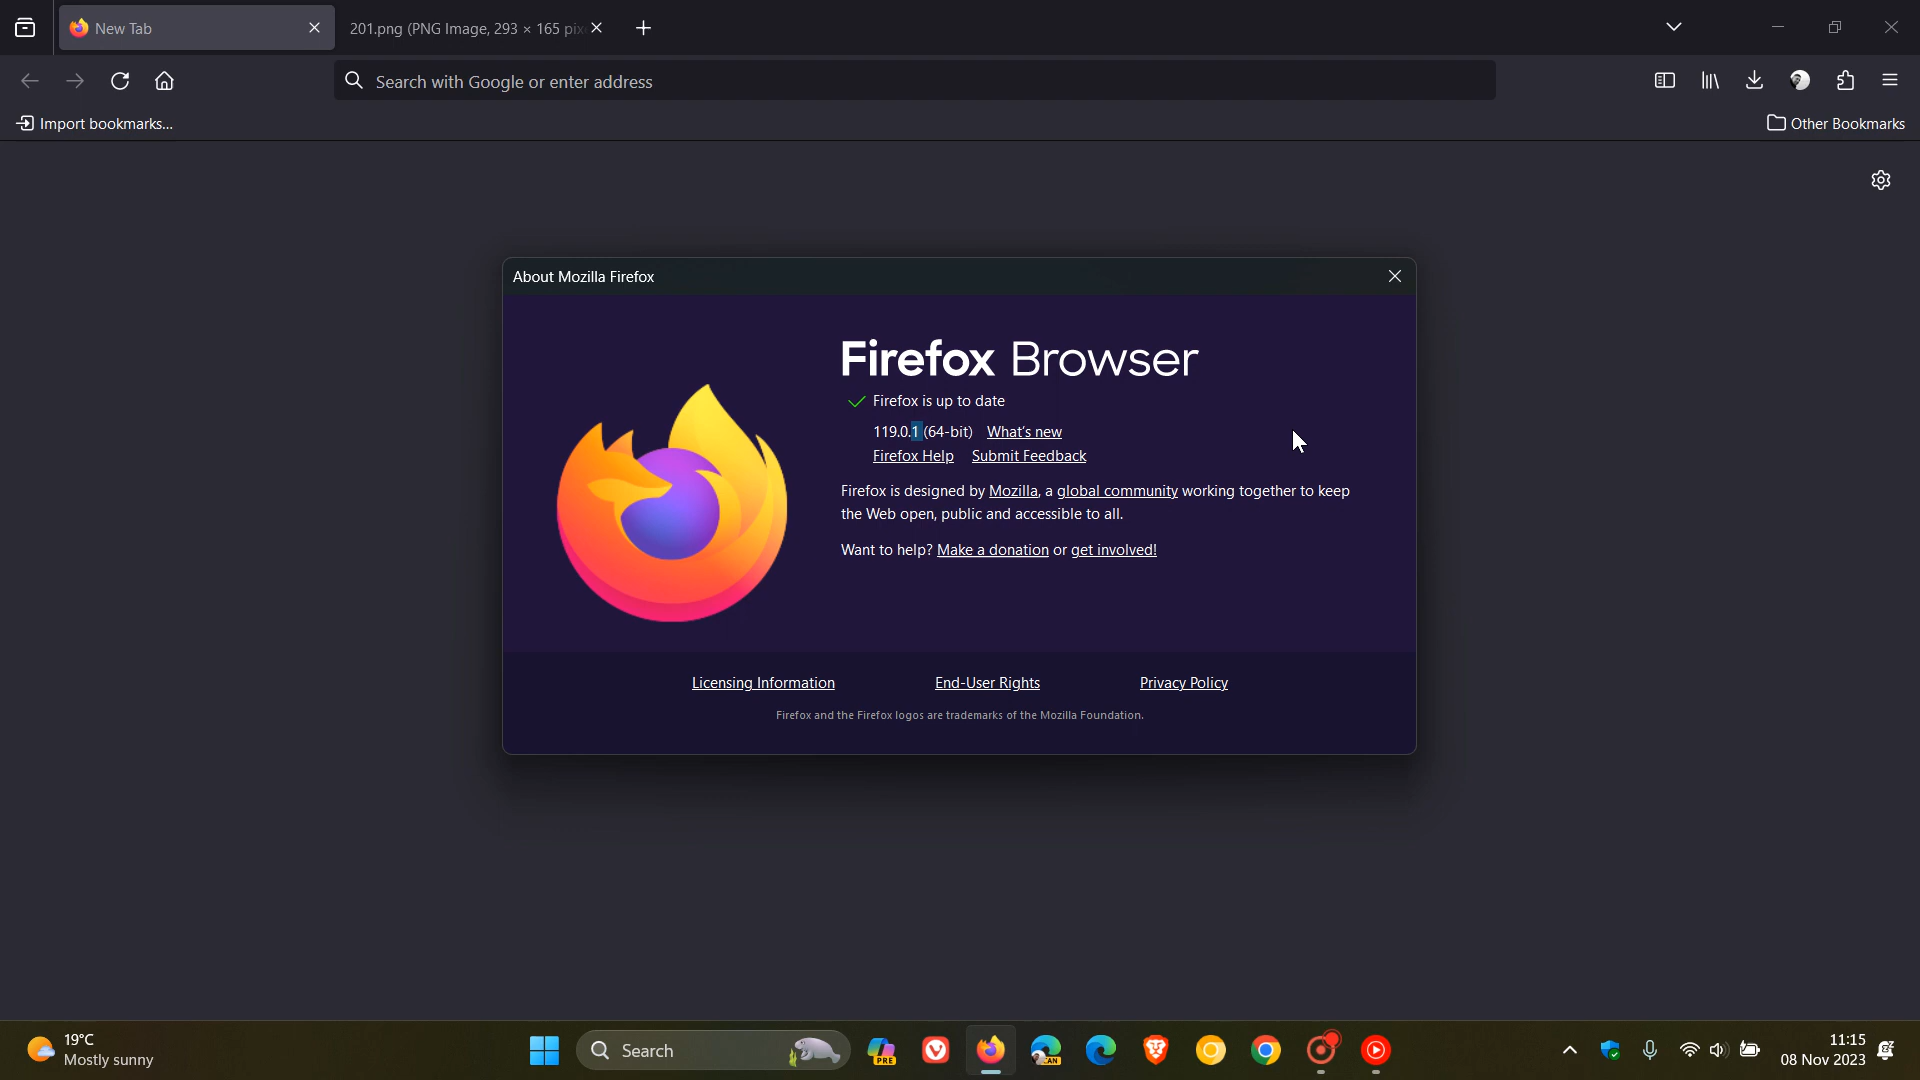 New Tab
201.png (PNG Image, 293 × 165 pix
Search with Google or enter address
Import bookmarks...
Other Bookmarks
About Mozilla Firefox
Firefox Browser
Firefox is up to date
119.0.1 (64-bit) What's new
Firefox Help Submit Feedback
Firefox is designed by Mozilla, a global community working together to keep
the Web open, public and accessible to all.
Want to help? Make a donation or get involved!
Licensing Information End-User Rights Privacy Policy
Firefox and the Firefox logos are trademarks of the Mozilla Foundation.
19°C
Mostly sunny
Search
PRE
CAN
11:15
08 Nov 2023